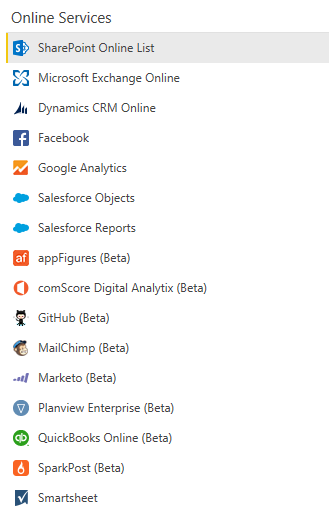 Online Services
SharePoint Online List
Microsoft Exchange Online
Dynamics CRM Online
Facebook
Google Analytics
Salesforce Objects
Salesforce Reports
appFigures (Beta)
comScore Digital Analytix (Beta)
GitHub (Beta)
MailChimp (Beta)
Marketo (Beta)
Planview Enterprise (Beta)
QuickBooks Online (Beta)
SparkPost (Beta)
Smartsheet